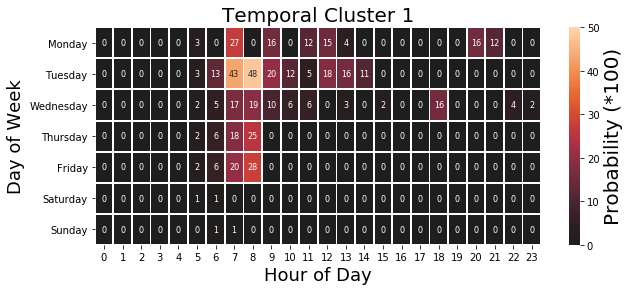 Temporal Cluster 1
Monday 0 0 0 0 0 3 0 27 0 16 0 12 15 4 0 0 0 0 0 0 16 12 0 0
Tuesday 0 0 0 0 0 3 13 43 48 20 12 5 18 16 11 0 0 0 0 0 0 0 0 0
Wednesday 0 0 0 0 0 2 5 17 19 10 6 6 0 3 0 2 0 0 16 0 0 0 4 2
Thursday 0 0 0 0 0 2 6 18 25 0 0 0 0 0 0 0 0 0 0 0 0 0 0 0
Friday 0 0 0 0 0 2 6 20 28 0 0 0 0 0 0 0 0 0 0 0 0 0 0 0
Saturday 0 0 0 0 0 1 1 0 0 0 0 0 0 0 0 0 0 0 0 0 0 0 0 0
Sunday 0 0 0 0 0 0 1 1 0 0 0 0 0 0 0 0 0 0 0 0 0 0 0 0
0 1 2 3 4 5 6 7 8 9 10 11 12 13 14 15 16 17 18 19 20 21 22 23
Hour of Day
Day of Week
50
40
30
20
10
0
Probability (*100)